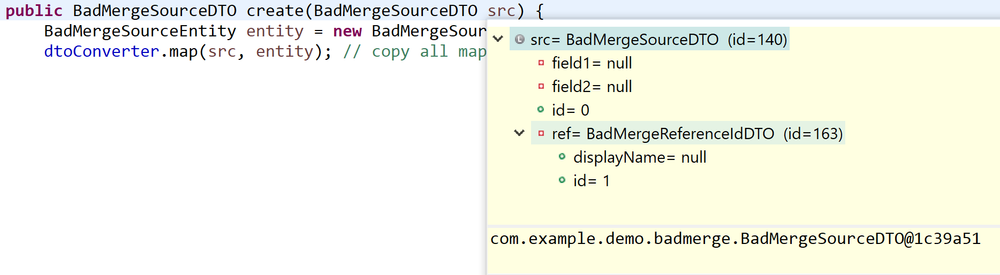 public BadMergeSourceDTO create(BadMergeSourceDTO src) {
BadMergeSourceEntity entity = new BadMergeSour
dtoConverter.map(src, entity); // copy all map
L
src= BadMergeSourceDTO (id=140)
field1= null
field2= null
id= 0
ref= BadMergeReferenceIdDTO (id=163)
displayName= null
id= 1
com.example.demo.badmerge.BadMergeSourceDTO@1c39a51